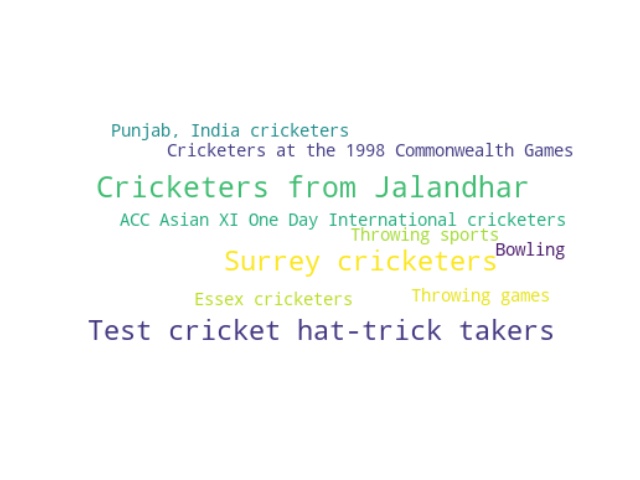 Punjab, India cricketers
Cricketers at the 1998 Commonwealth Games
Cricketers from Jalandhar
ACC Asian XI One Day International cricketers
Throwing sports
Bowling
Surrey cricketers
Throwing games
Essex cricketers
Test cricket hat-trick takers